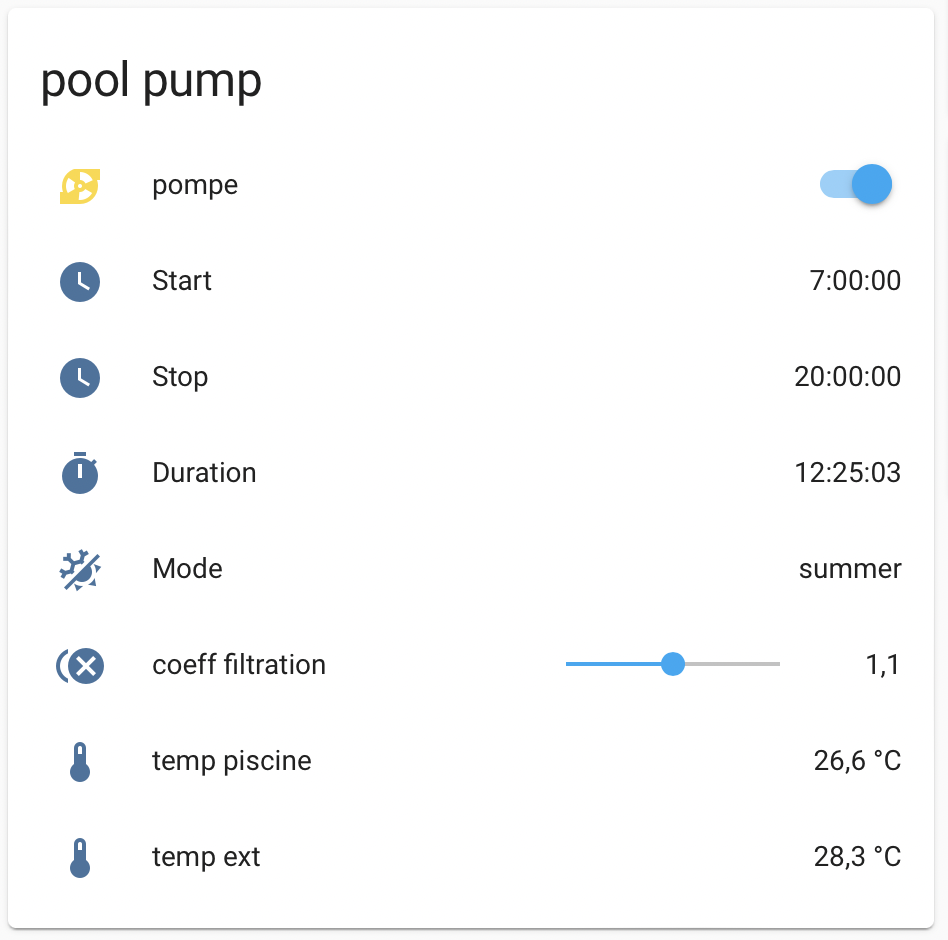 pool pump
pompe
Start 7:00:00
Stop 20:00:00
Duration 12:25:03
Mode summer
coeff filtration 1,1
temp piscine 26,6 °C
temp ext 28,3 °C